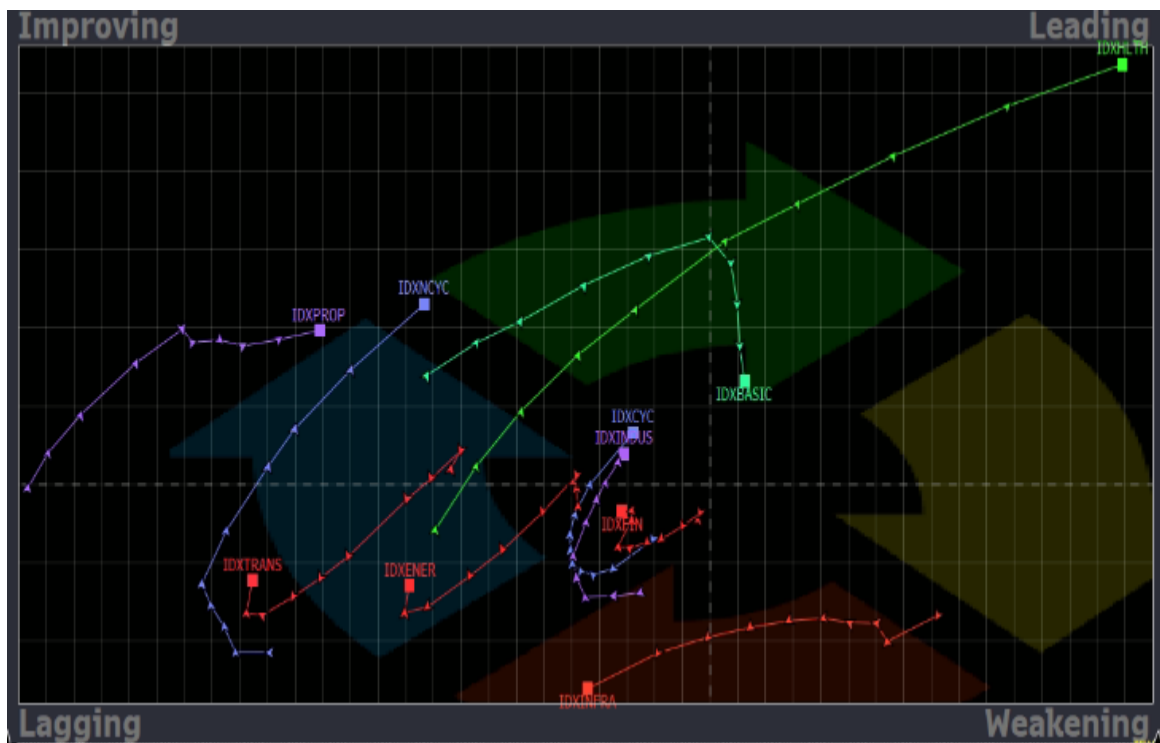 Improving
Leading
IDXHLTH
IDXNCYC
IDXPROP
IDXBASIC
IDXCYC
IDXINDUS
IDXFIN
IDXTRANS
IDXENER
IDXINFRA
Lagging
Weakening